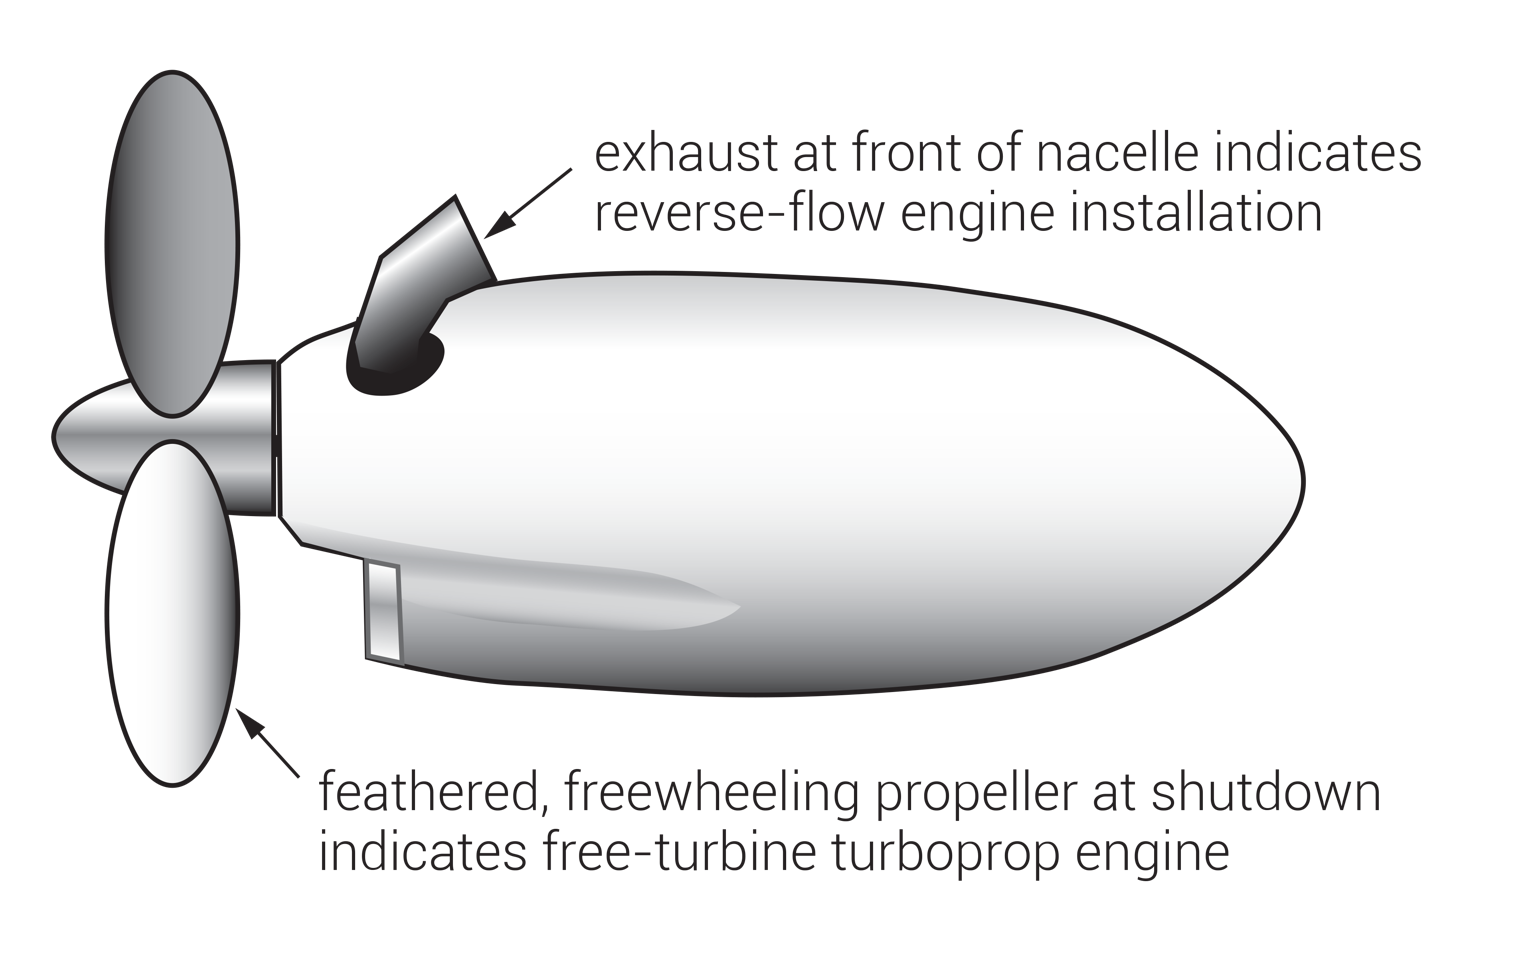 exhaust at front of nacelle indicates
reverse-flow engine installation
feathered, freewheeling propeller at shutdown
indicates free-turbine turboprop engine